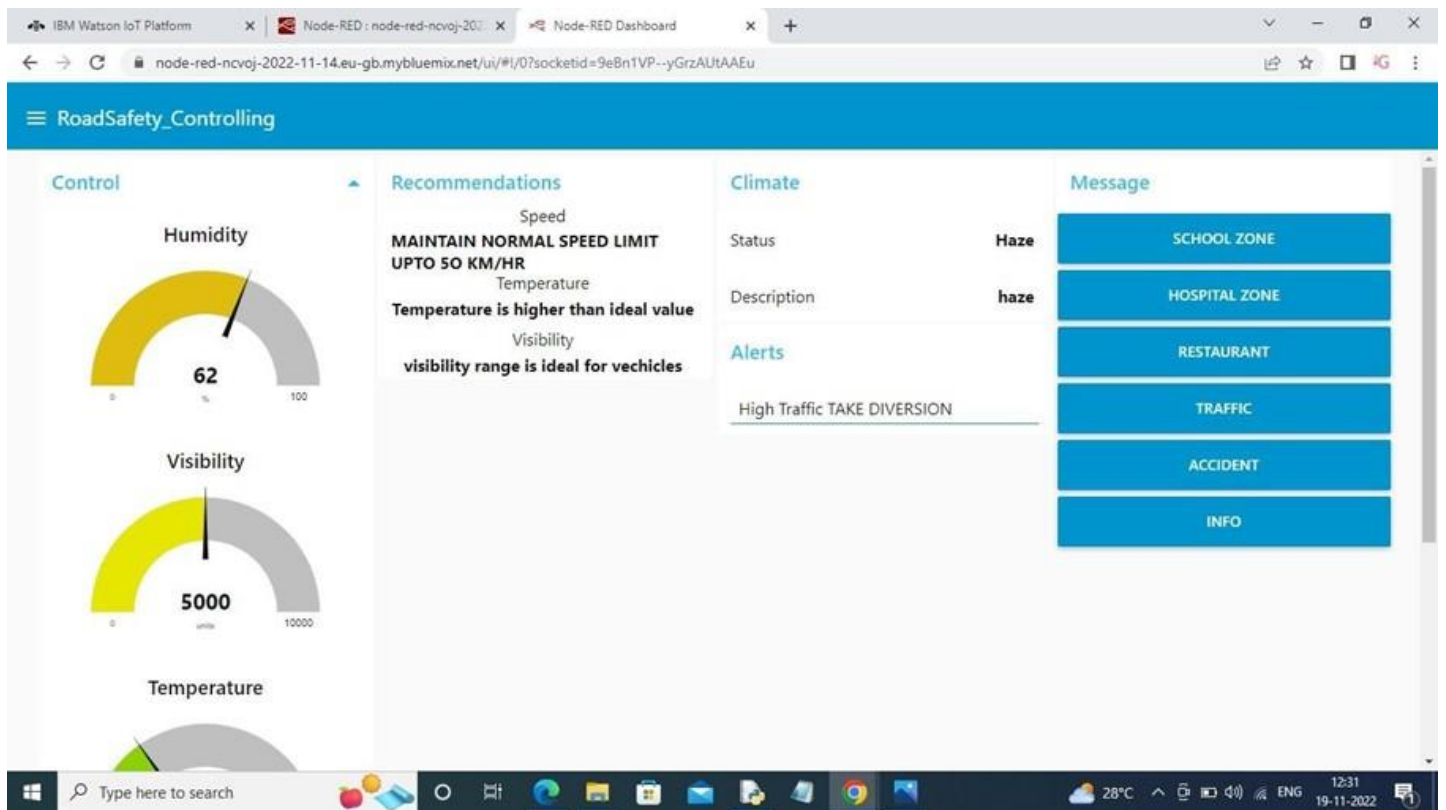 IBM Watson IoT Platform
Node-RED : node-red-ncvoj-202
Node-RED Dashboard
node-red-ncvoj-2022-11-14.eu-gb.mybluemix.net/ui/#!/0?socketid=9eBn1VP--yGrzAUtAAEu
RoadSafety_Controlling
Control
Humidity
62
%
0
100
Visibility
5000
units
0
10000
Temperature
Recommendations
Speed
MAINTAIN NORMAL SPEED LIMIT
UPTO 50 KM/HR
Temperature
Temperature is higher than ideal value
Visibility
visibility range is ideal for vechicles
Climate
Status Haze
Description haze
Alerts
High Traffic TAKE DIVERSION
Message
SCHOOL ZONE
HOSPITAL ZONE
RESTAURANT
TRAFFIC
ACCIDENT
INFO
Type here to search
28°C
ENG
12:31
19-11-2022